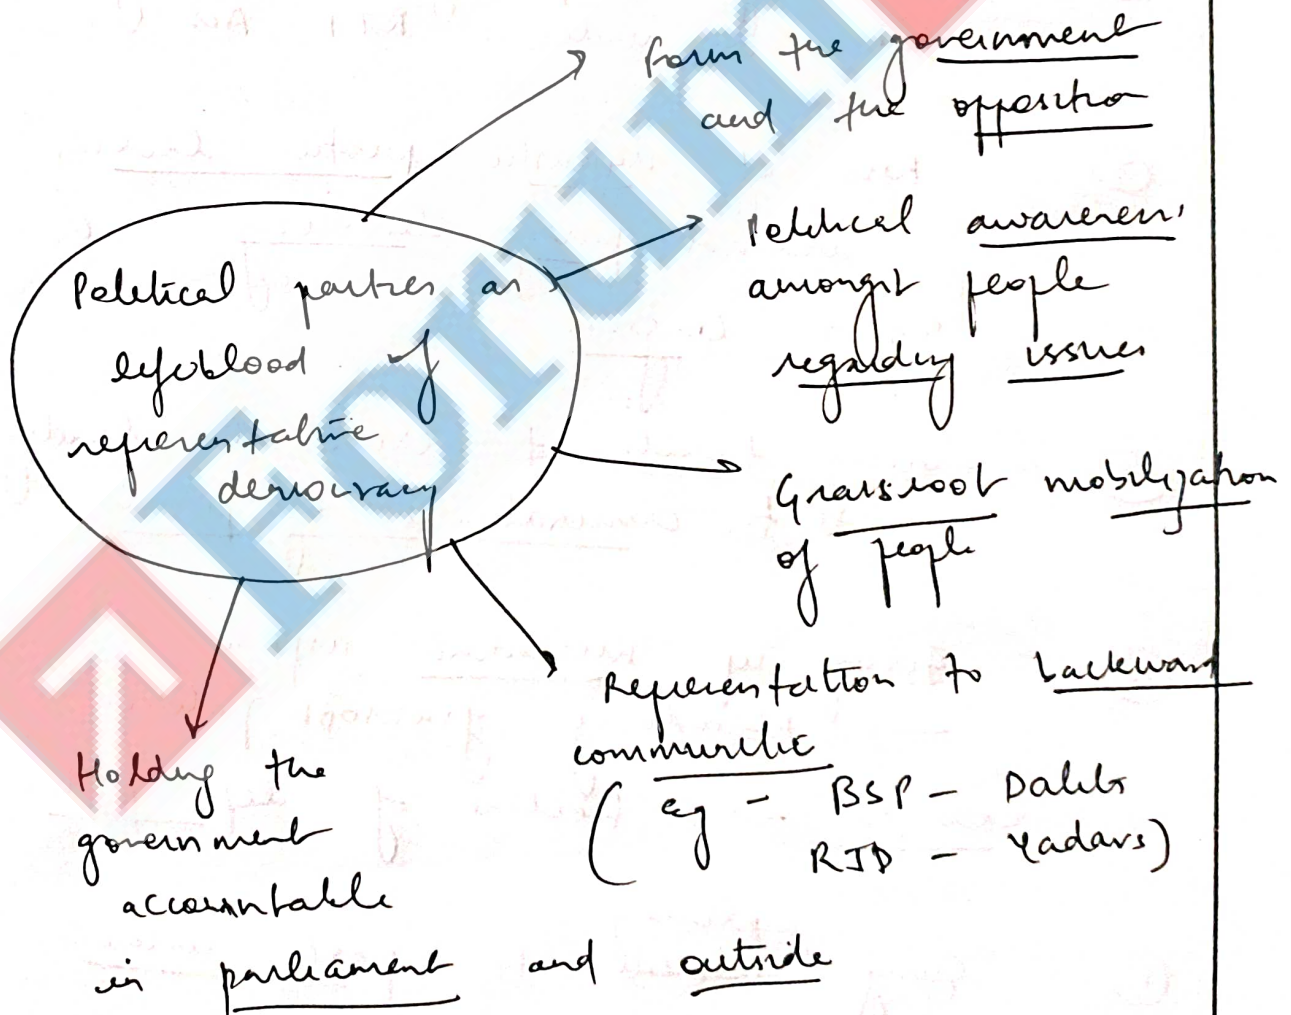 Political parties as
lifeblood of
representative
democracy
Form the government
and the opposition
Political awareness
amongst people
regarding issues
Grassroot mobilization
of people
Representation to backward
communitie
(eg - BSP - Dalits
RJD - Yadavs)
Holding the
government
accountable
in parliament and outside
Forum